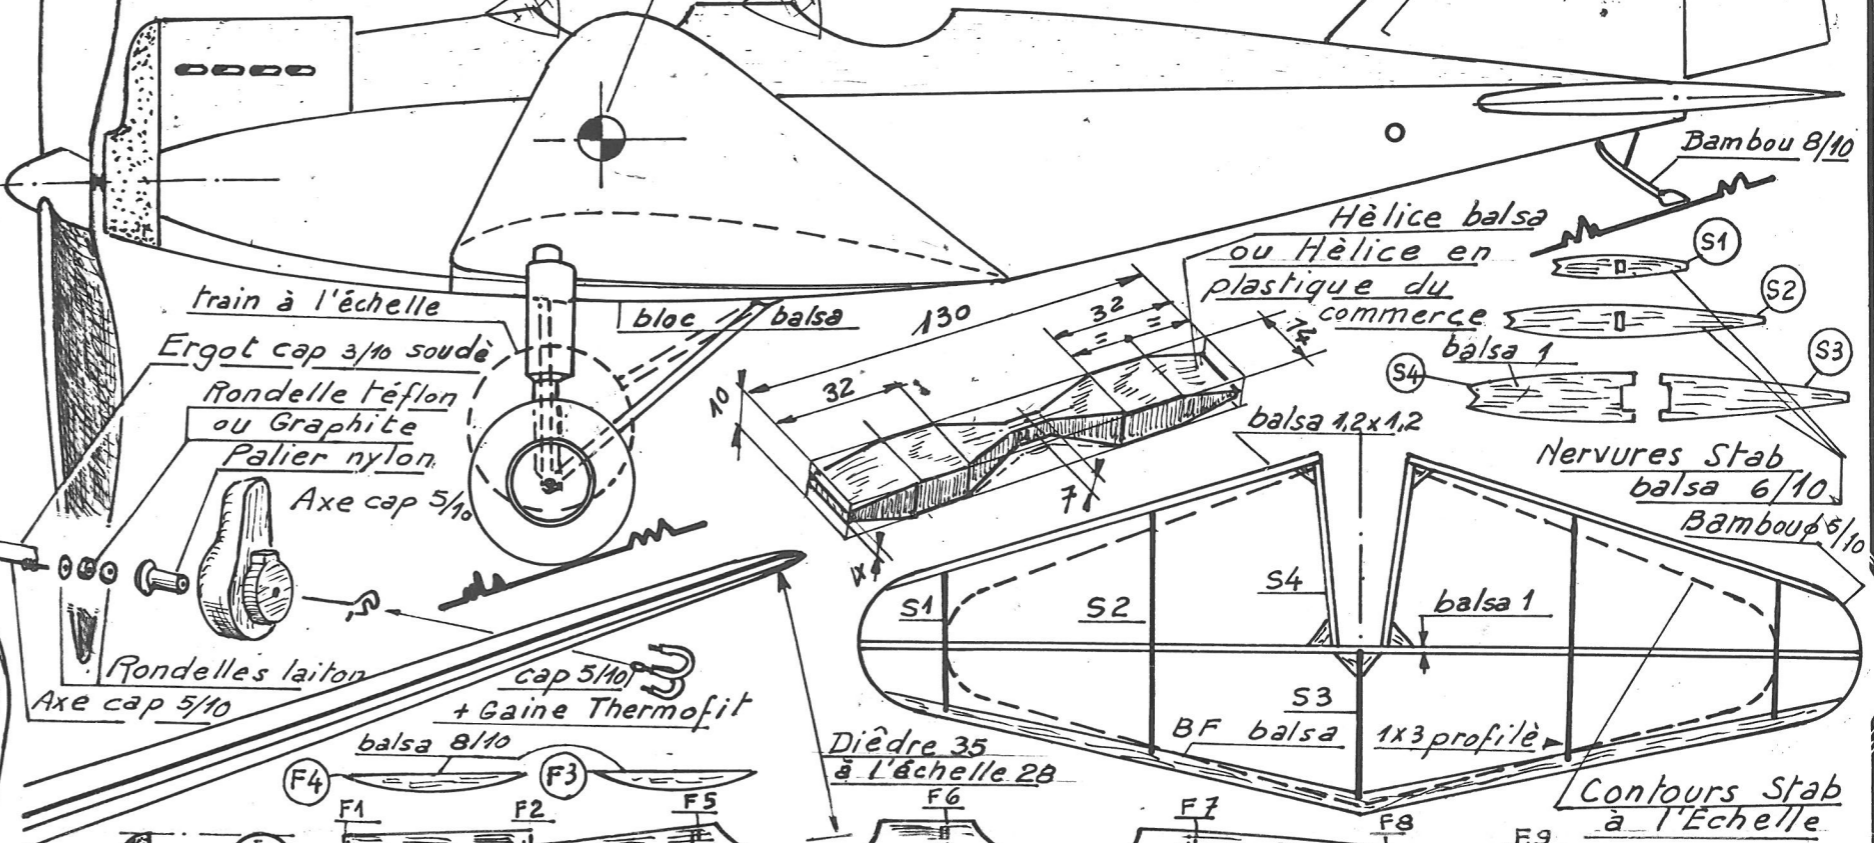 Bambou 8/10
Hèlice balsa
ou Hèlice en
plastique du
commerce
S1
S2
S3
S4
balsa 1
Nervures Stab
balsa 6/10
Bambou ϕ 5/10
train à l'échelle
bloc balsa
Ergot cap 3/10 soudè
Rondelle téflon
ou Graphite
Palier nylon
Axe cap 5/10
130
32
= =
14
10
32
7
balsa 1,2x1,2
Rondelles laiton
Axe cap 5/10
cap 5/10
+ Gaine Thermofit
S1
S2
S4
balsa 1
S3
BF balsa 1x3 profilè
Contours Stab
à l'Echelle
balsa 8/10
F4
F3
Dièdre 35
à l'échelle 28
F1
F2
F5
F6
F7
F8
F9